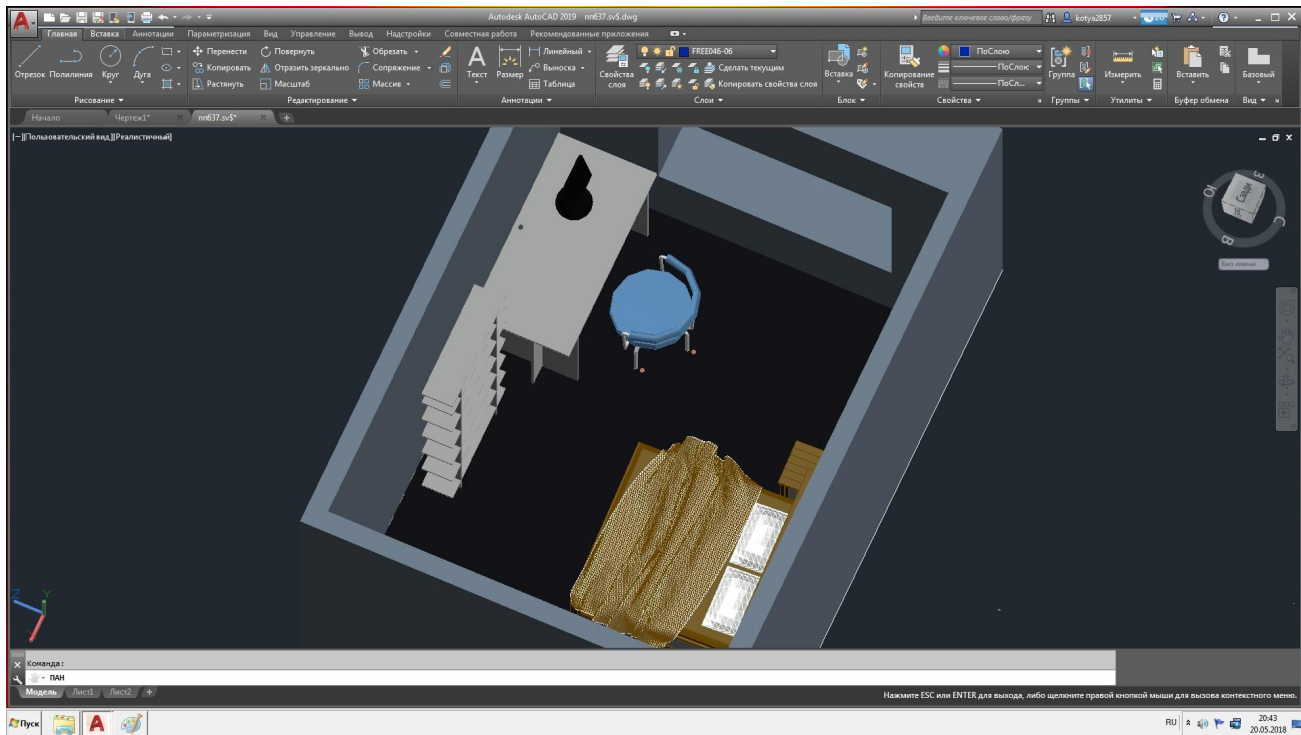 Autodesk AutoCAD 2019 nn637.sv$.dwg
Введите ключевое слово/фразу
kotya2857
Главная Вставка Аннотации Параметризация Вид Управление Вывод Надстройки Совместная работа Рекомендованные приложения
Отрезок Полилиния Круг Дуга
Перенести Повернуть Обрезать
Копировать Отразить зеркально Сопряжение
Растянуть Масштаб Массив
Текст Размер
Линейный
Выноска
Таблица
Свойства слоя
FREE046-06
Сделать текущим
Копировать свойства слоя
Вставка
Копирование свойств
ПоСлою
ПоСлою
ПоСл...
Группа
Измерить
Вставить
Базовый
Рисование Редактирование Аннотации Слои Блок Свойства Группы Утилиты Буфер обмена Вид
Начало Чертеж1* nn637.sv$*
[−][Пользовательский вид][Реалистичный]
З
Сзади
Ю
С
В
Без имени
Z Y
Команда:
ПАН
Модель Лист1 Лист2 +
Нажмите ESC или ENTER для выхода, либо щелкните правой кнопкой мыши для вызова контекстного меню.
Пуск
RU
20:43
20.05.2018